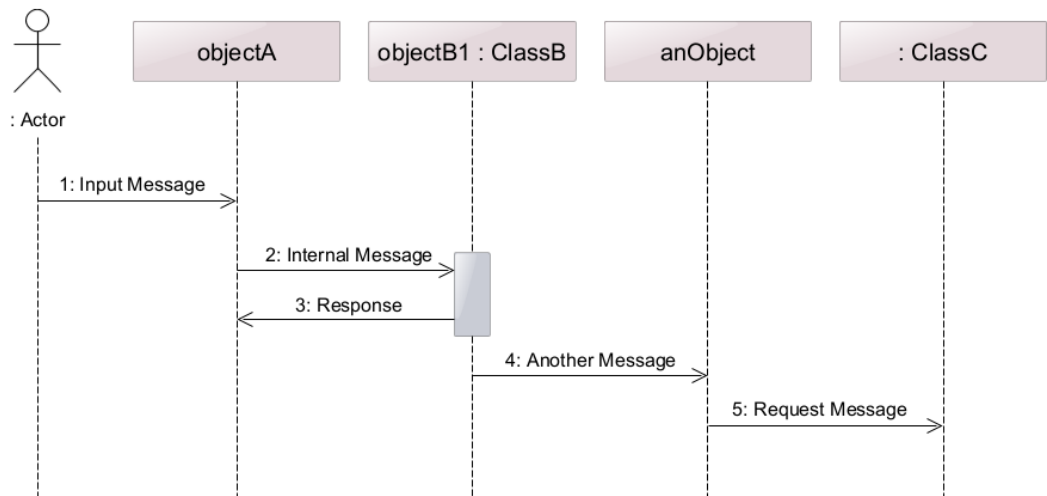 objectA
objectB1 : ClassB
anObject
: ClassC
: Actor
1: Input Message
2: Internal Message
3: Response
4: Another Message
5: Request Message